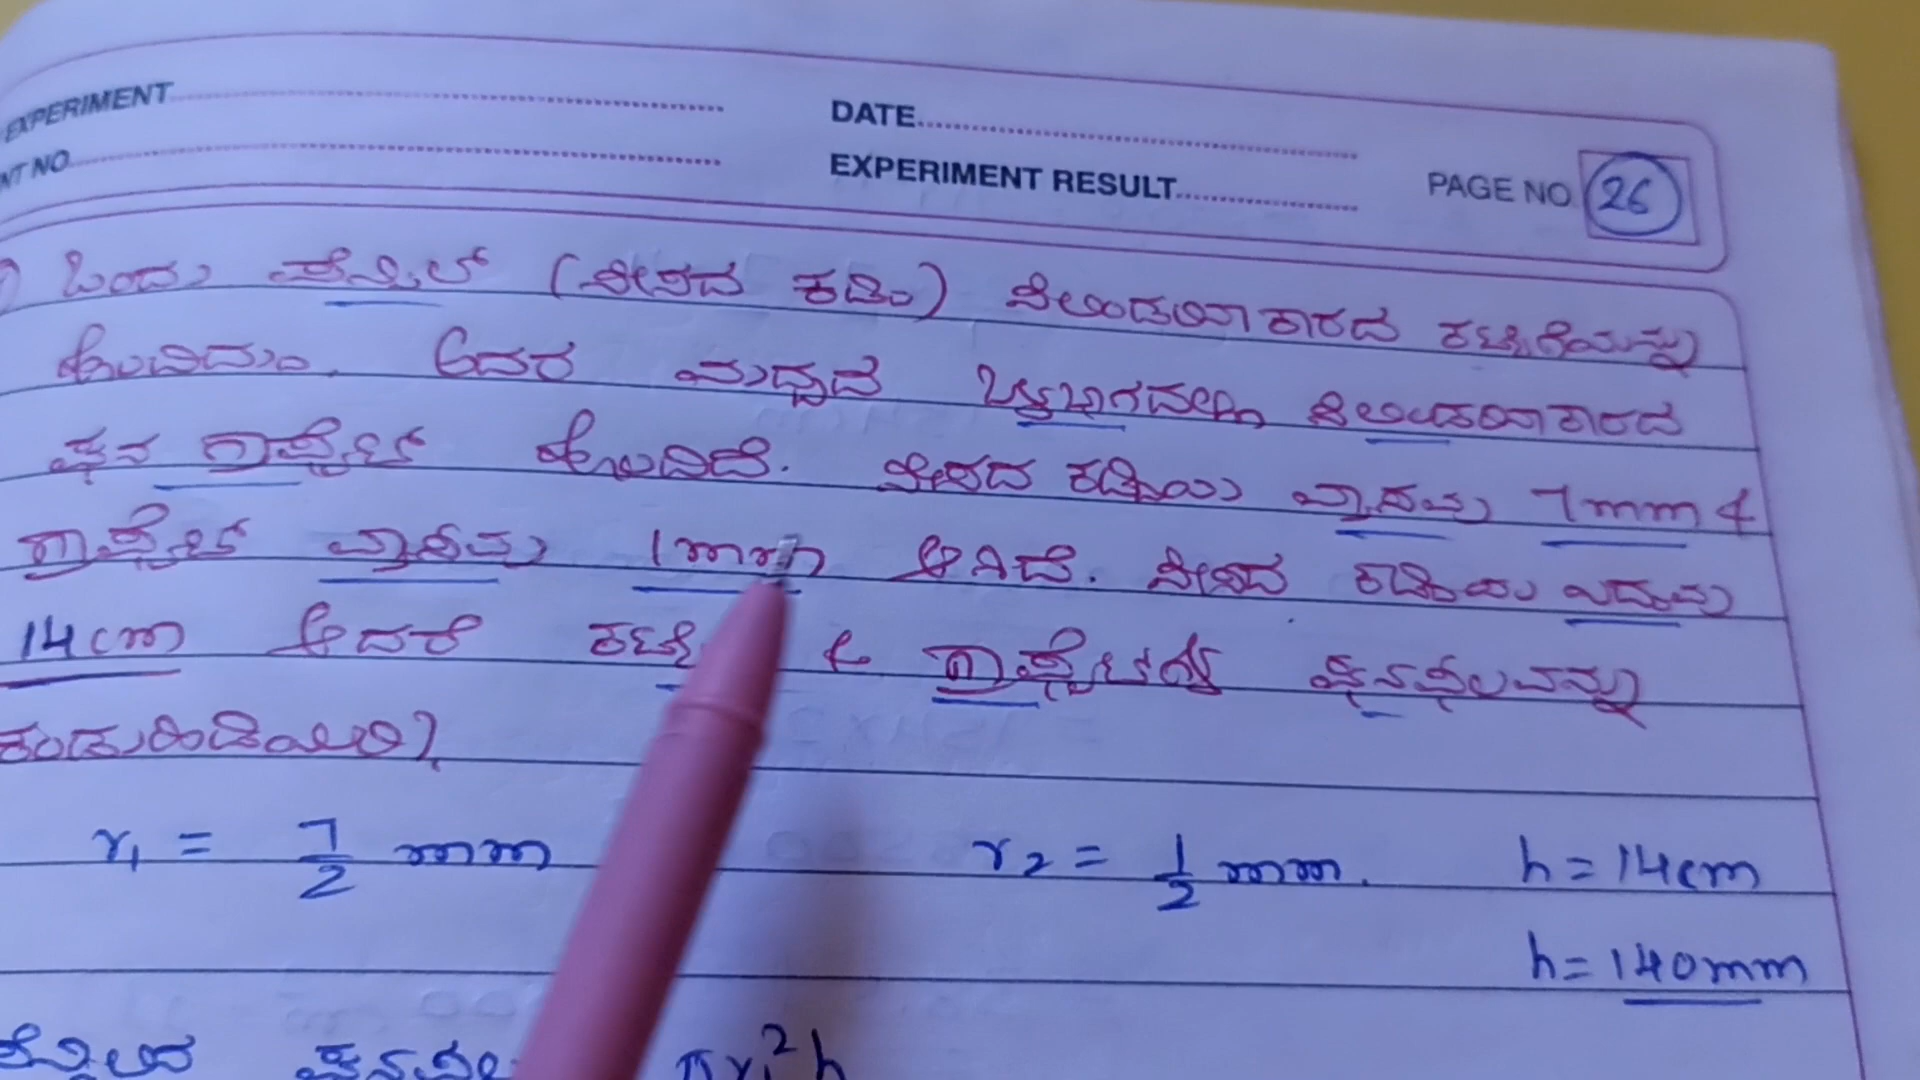 EXPERIMENT
DATE
NT NO.
EXPERIMENT RESULT
PAGE NO 26
ಒಂದು ಪೆನ್ಸಿಲ್ (ಸೀಸದ ಕಡ್ಡಿ) ಸಿಲಿಂಡರಾಕಾರದ ಕಟ್ಟಿಗೆಯನ್ನು
ಹೊಂದಿದ್ದು. ಅದರ ಮಧ್ಯದ ಒಳಭಾಗದಲ್ಲಿ ಸಿಲಿಂಡರಾಕಾರದ
ಘನ ಗ್ರಾಫೈಟ್ ಹೊಂದಿದೆ. ಸೀಸದ ಕಡ್ಡಿಯ ವ್ಯಾಸವು 7mm &
ಗ್ರಾಫೈಟ್ ವ್ಯಾಸವು 1mm ಆಗಿದೆ. ಸೀಸದ ಕಡ್ಡಿಯ ಉದ್ದವು
14cm ಆದರೆ ಕಟ್ಟಿಗೆ & ಗ್ರಾಫೈಟ್‌ನ ಘನಫಲವನ್ನು
ಕಂಡುಹಿಡಿಯಿರಿ?
r₁ = 7/2 mm r₂ = 1/2 mm. h = 14cm
h = 140mm
ಘನಫಲ πr₁²h